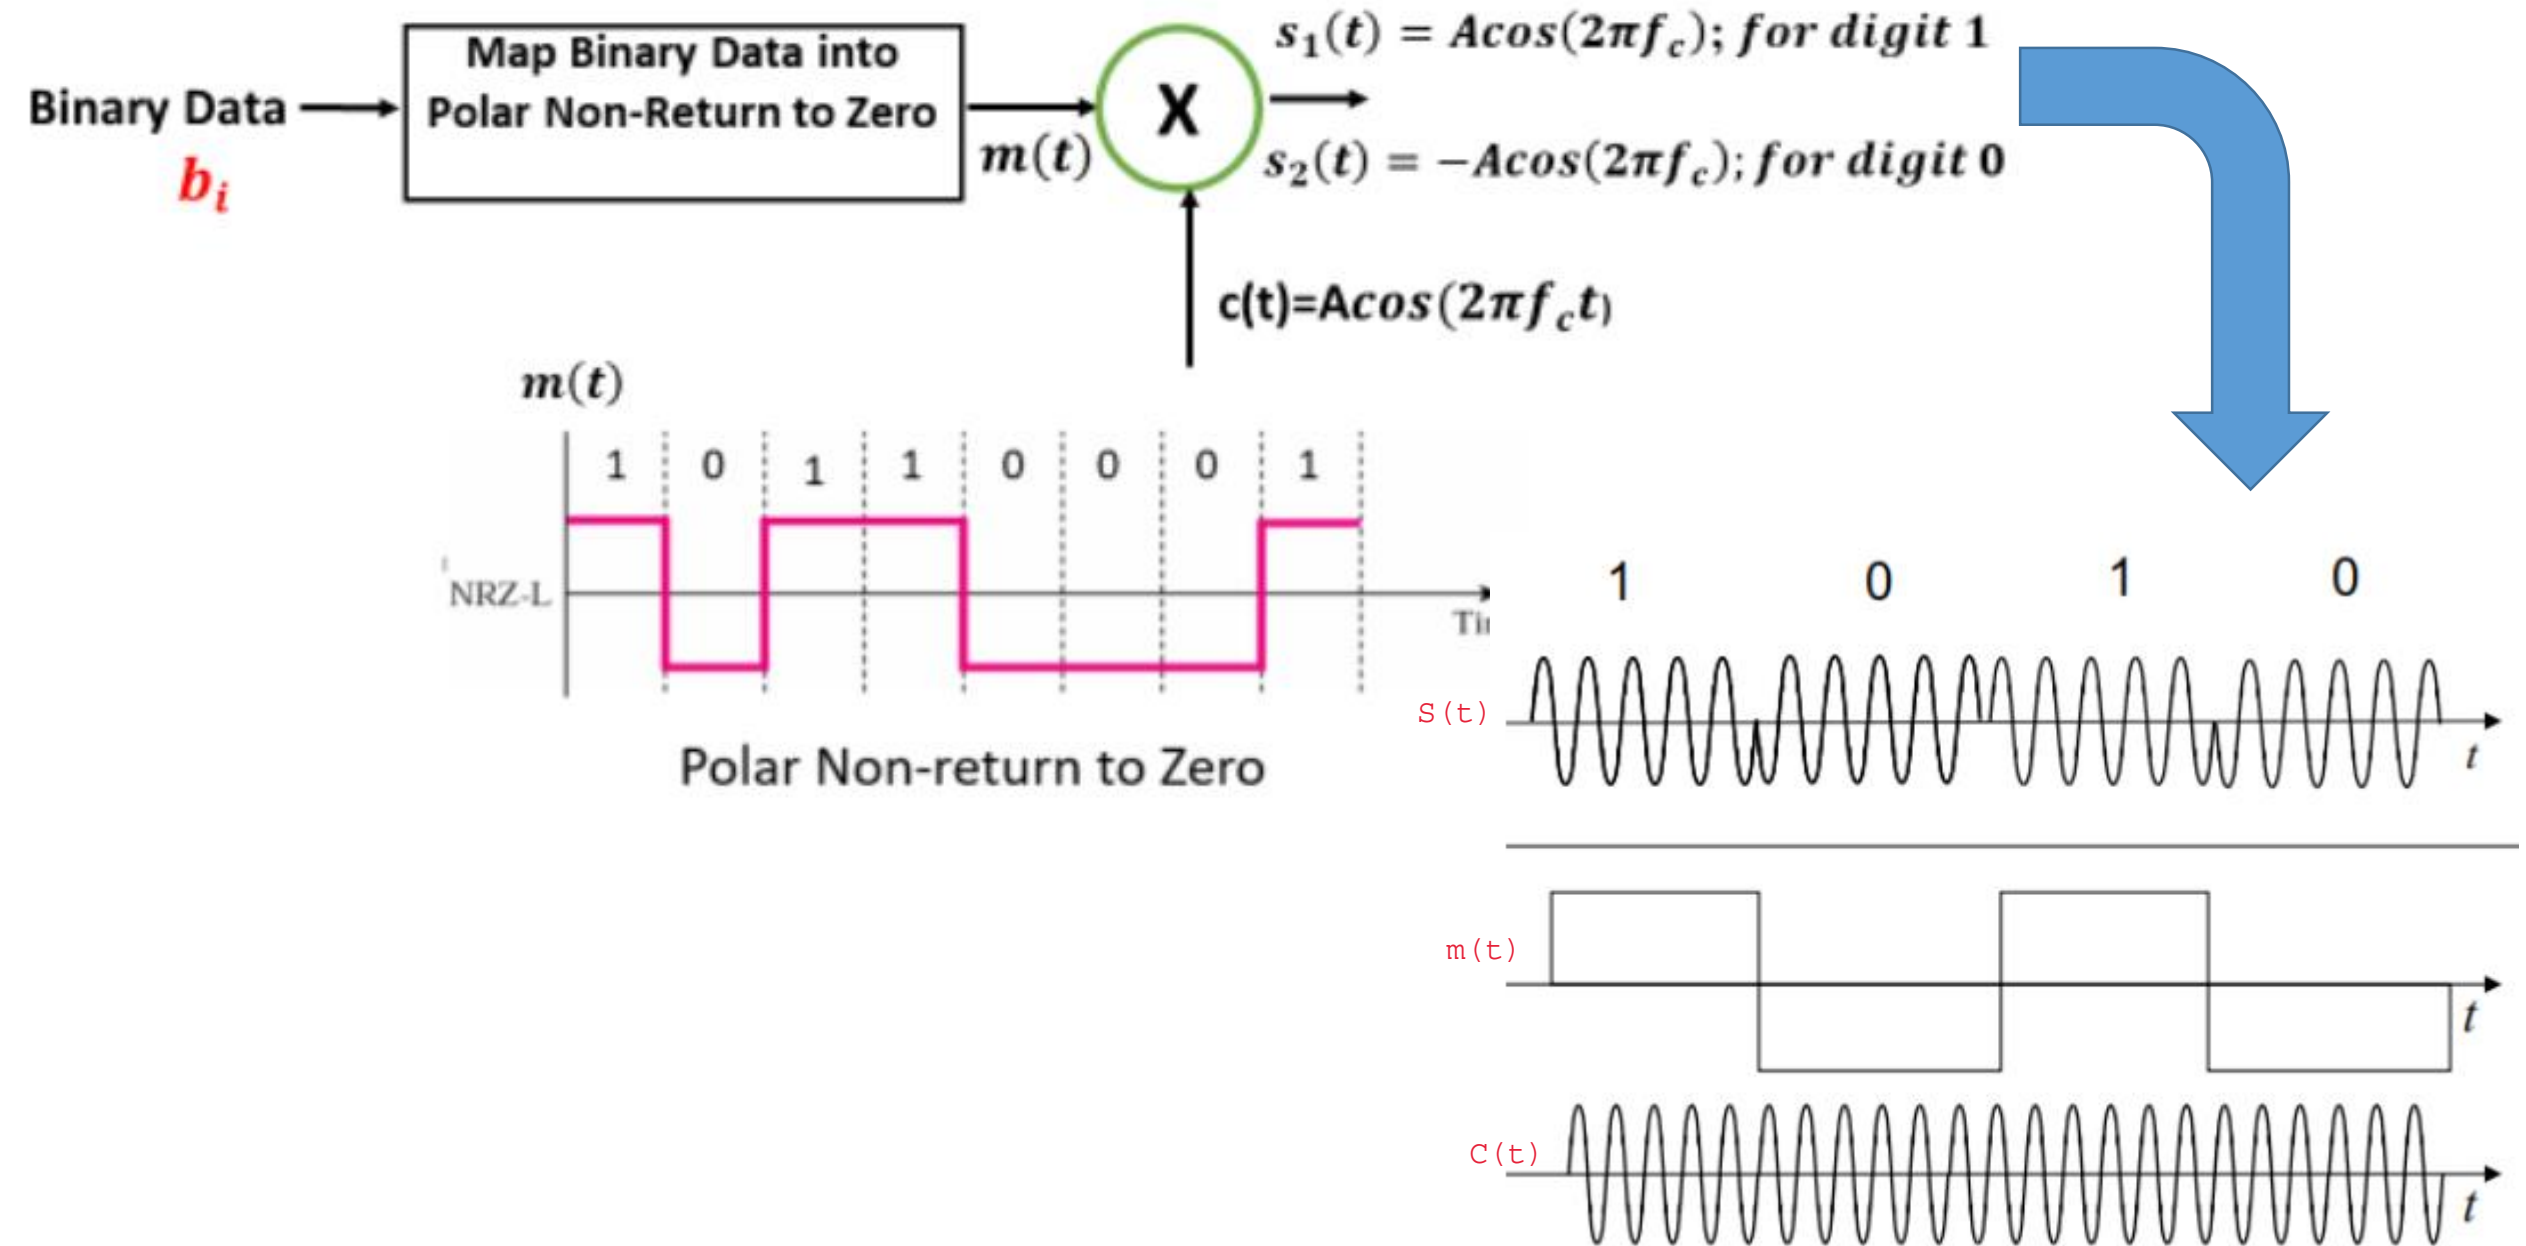 Map Binary Data into
Polar Non-Return to Zero
Binary Data
b_i
m(t)
X
s₁(t) = Acos(2πf_c); for digit 1
s₂(t) = −Acos(2πf_c); for digit 0
c(t)=Acos(2πf_ct)
m(t)
1 0 1 1 0 0 0 1
NRZ-L
Polar Non-return to Zero
1 0 1 0
S(t)
t
m(t)
t
C(t)
t